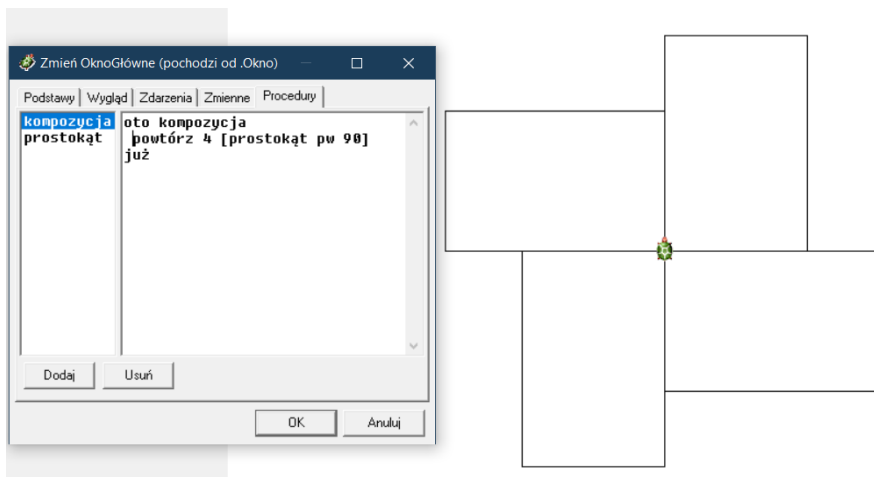 Zmień OknoGłówne (pochodzi od .Okno)
Podstawy Wygląd Zdarzenia Zmienne Procedury
kompozycja
prostokąt
oto kompozycja
powtórz 4 [prostokąt pw 90]
już
Dodaj Usuń
OK Anuluj